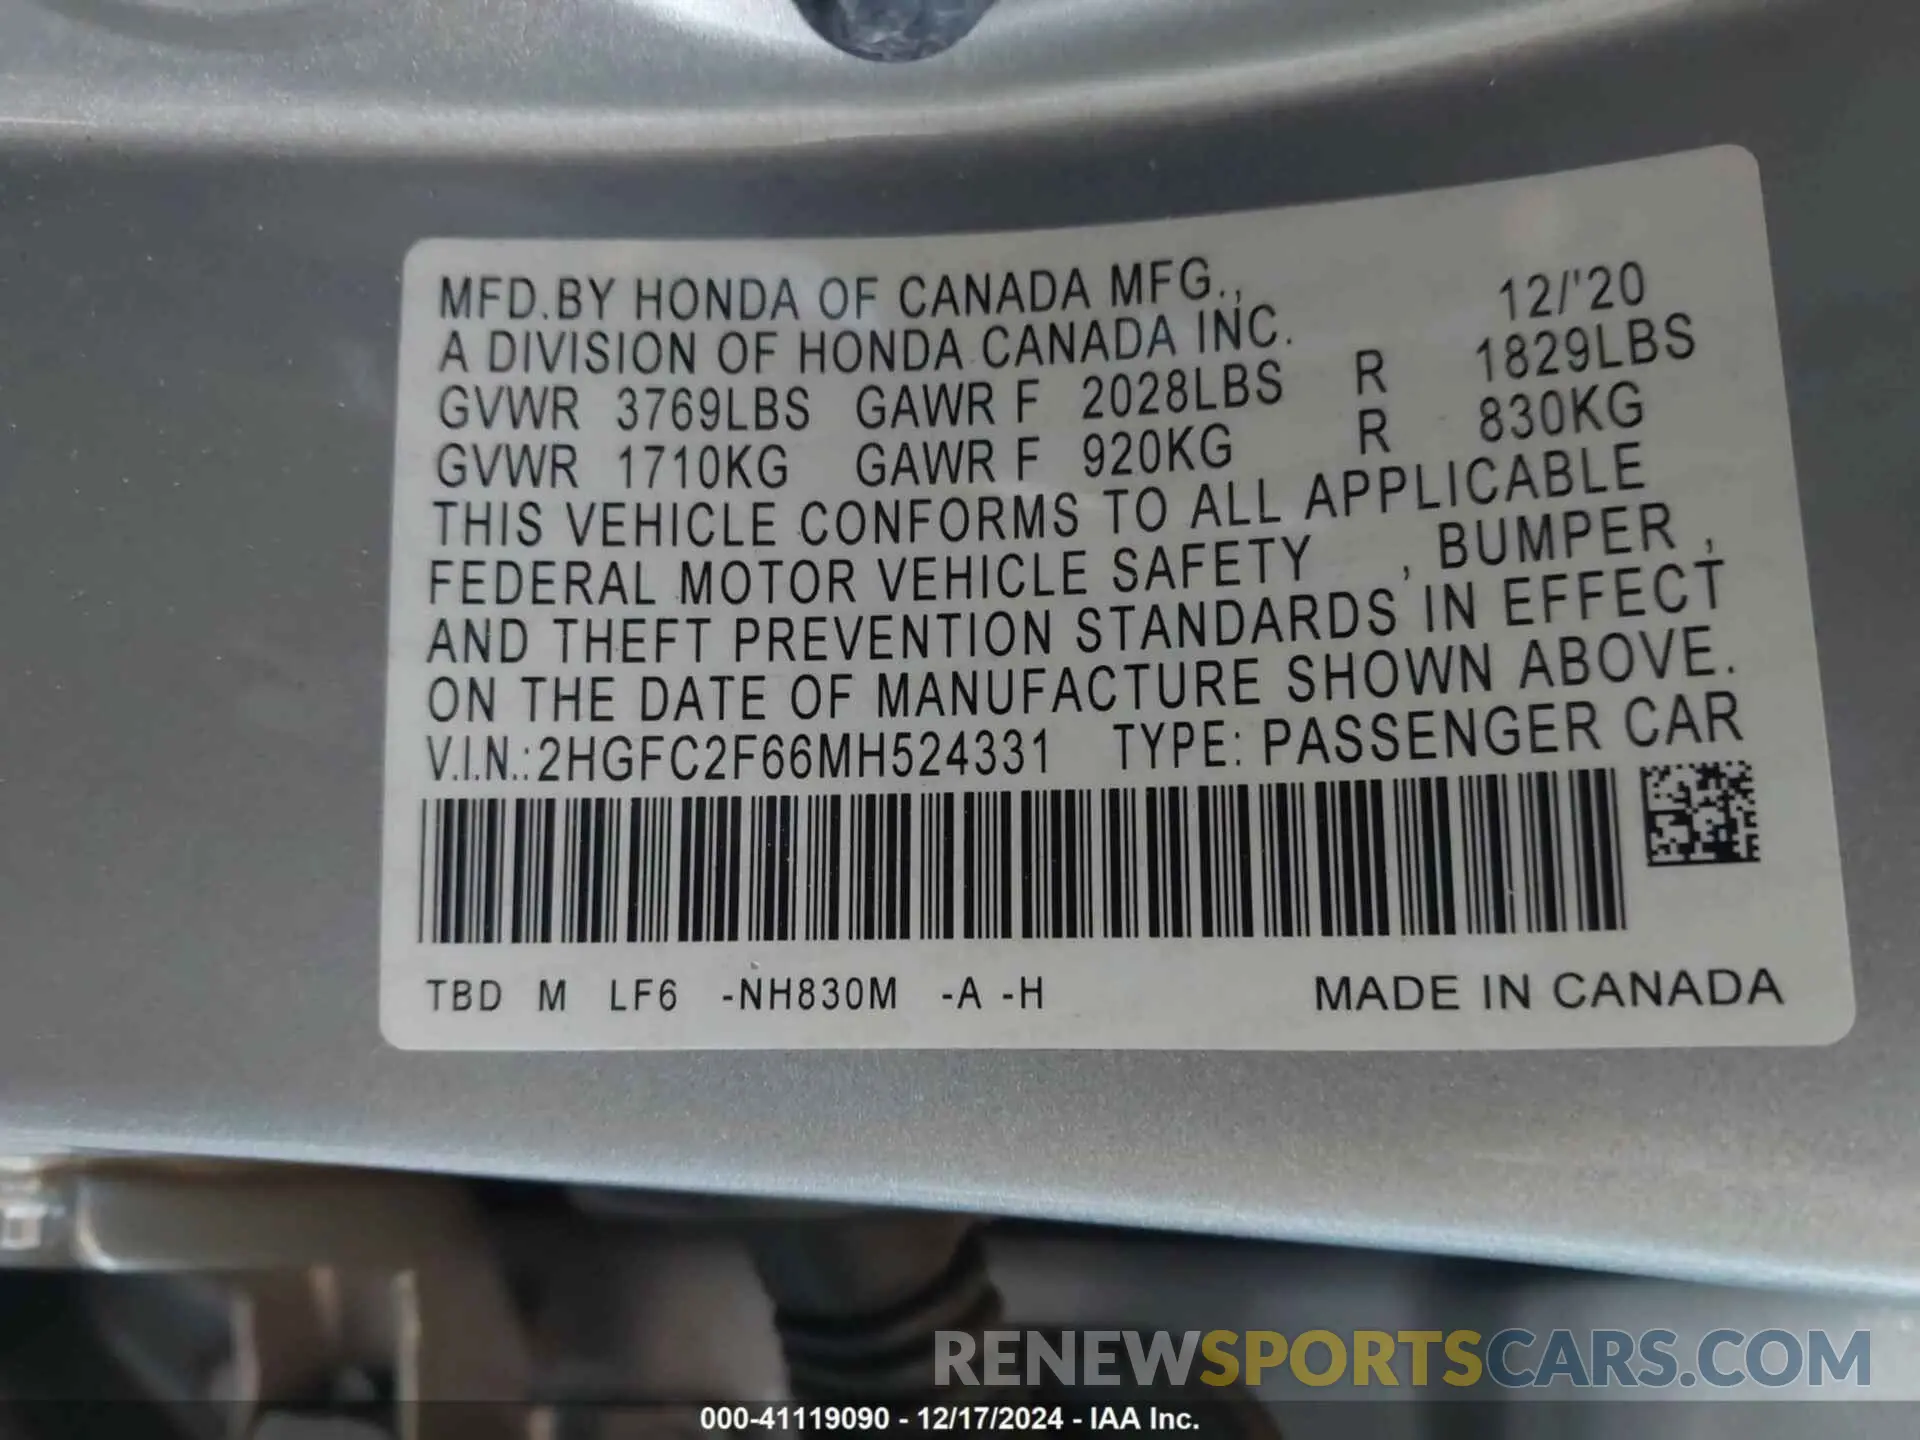 MFD.BY HONDA OF CANADA MFG., 12/'20
A DIVISION OF HONDA CANADA INC.
GVWR 3769LBS GAWR F 2028LBS R 1829LBS
GVWR 1710KG GAWR F 920KG R 830KG
THIS VEHICLE CONFORMS TO ALL APPLICABLE
FEDERAL MOTOR VEHICLE SAFETY , BUMPER ,
AND THEFT PREVENTION STANDARDS IN EFFECT
ON THE DATE OF MANUFACTURE SHOWN ABOVE.
V.I.N.:2HGFC2F66MH524331 TYPE: PASSENGER CAR
TBD M LF6 -NH830M -A -H MADE IN CANADA
RENEWSPORTSCARS.COM
000-41119090 - 12/17/2024 - IAA Inc.